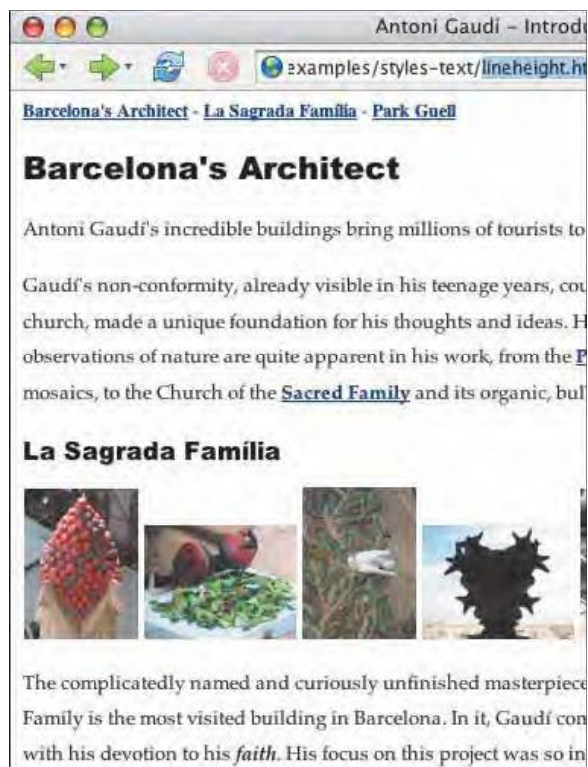 Antoni Gaudí – Introdu
examples/styles-text/lineheight.ht
Barcelona's Architect - La Sagrada Família - Park Guell
Barcelona's Architect
Antoni Gaudí's incredible buildings bring millions of tourists to
Gaudí's non-conformity, already visible in his teenage years, cou
church, made a unique foundation for his thoughts and ideas. H
observations of nature are quite apparent in his work, from the P
mosaics, to the Church of the Sacred Family and its organic, bul
La Sagrada Família
The complicatedly named and curiously unfinished masterpiece
Family is the most visited building in Barcelona. In it, Gaudí con
with his devotion to his faith. His focus on this project was so in